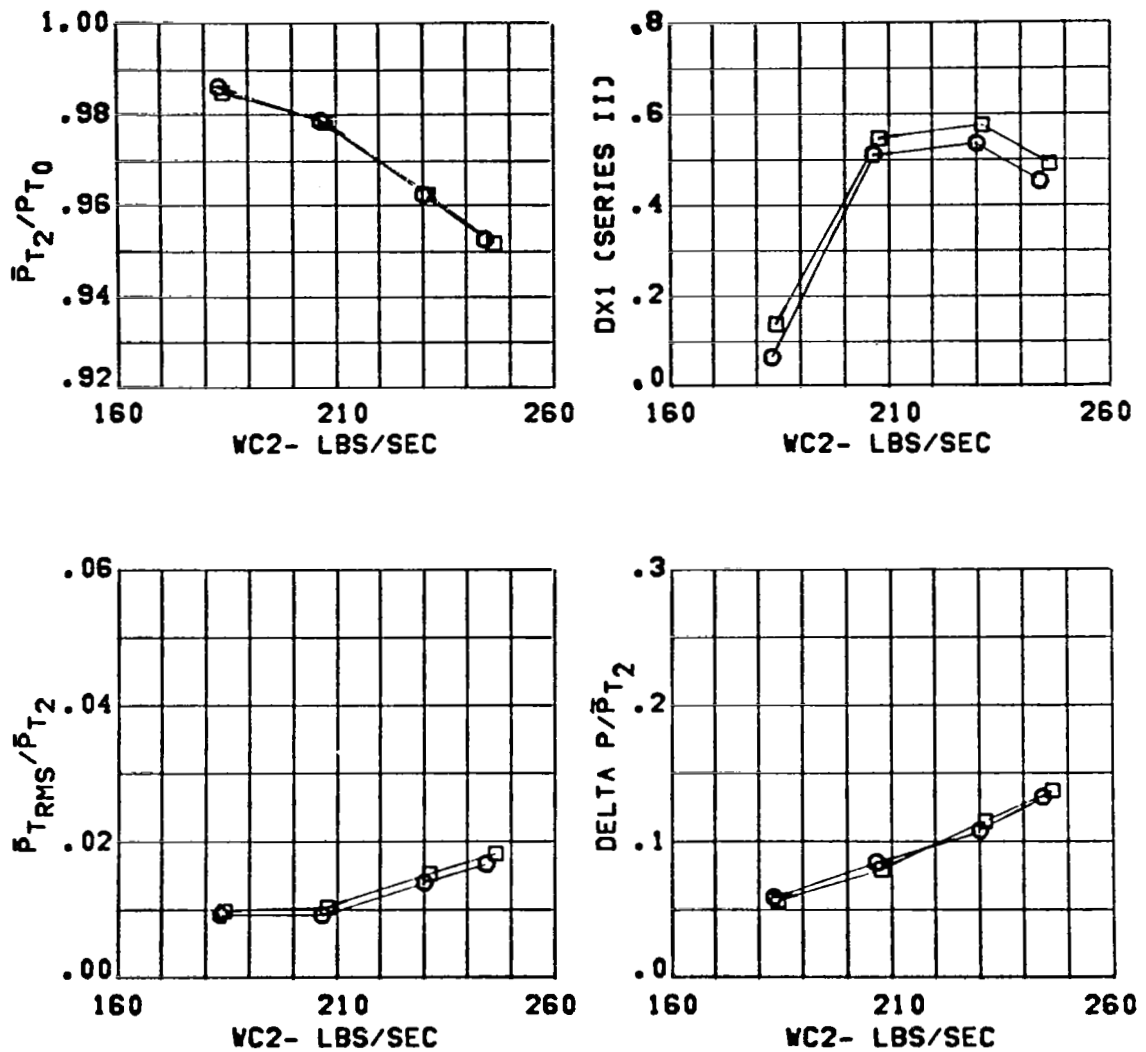 1.00
.98
.96
.94
.92
P̄T2/PT0
160 210 260
WC2- LBS/SEC
.8
.6
.4
.2
.0
DX1 (SERIES II)
160 210 260
WC2- LBS/SEC
.06
.04
.02
.00
P̄TRMS/P̄T2
160 210 260
WC2- LBS/SEC
.3
.2
.1
.0
DELTA P/P̄T2
160 210 260
WC2- LBS/SEC